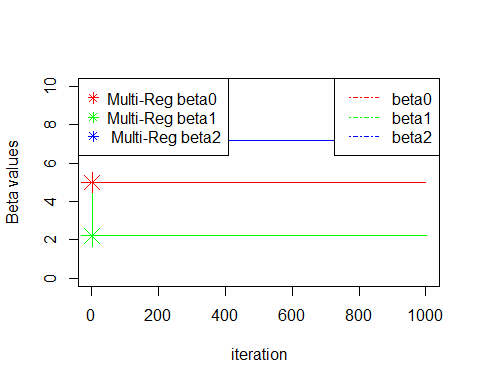 10
8
6
4
2
0
Beta values
Multi-Reg beta0
Multi-Reg beta1
Multi-Reg beta2
beta0
beta1
beta2
0 200 400 600 800 1000
iteration